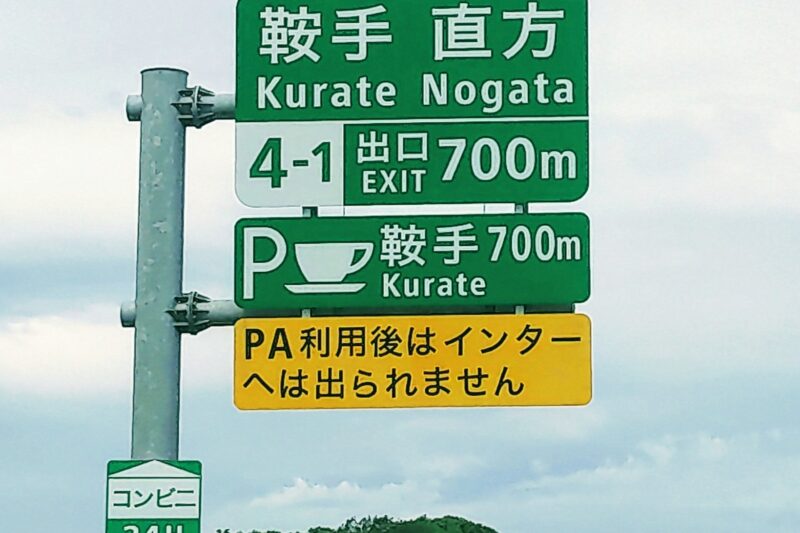 鞍手 直方
Kurate Nogata
4-1 出口 EXIT 700m
P 鞍手 Kurate 700m
PA利用後はインター
へは出られません
コンビニ